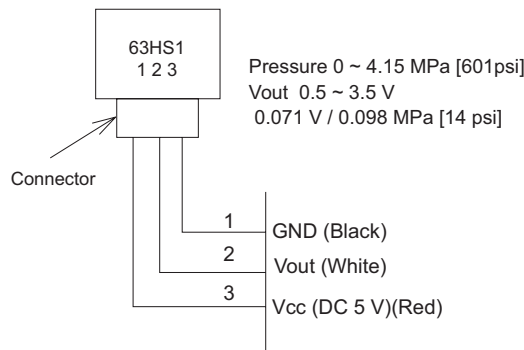 63HS1
1 2 3
Pressure 0 ~ 4.15 MPa [601psi]
Vout 0.5 ~ 3.5 V
0.071 V / 0.098 MPa [14 psi]
Connector
1
GND (Black)
2
Vout (White)
3
Vcc (DC 5 V)(Red)